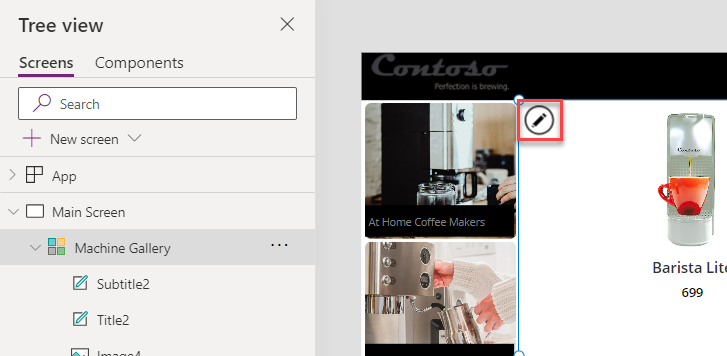 Tree view
Screens
Components
Search
New screen
App
Main Screen
Machine Gallery
Subtitle2
Title2
Image4
Contoso
Perfection is brewing.
At Home Coffee Makers
Contoso
Barista Lite
699